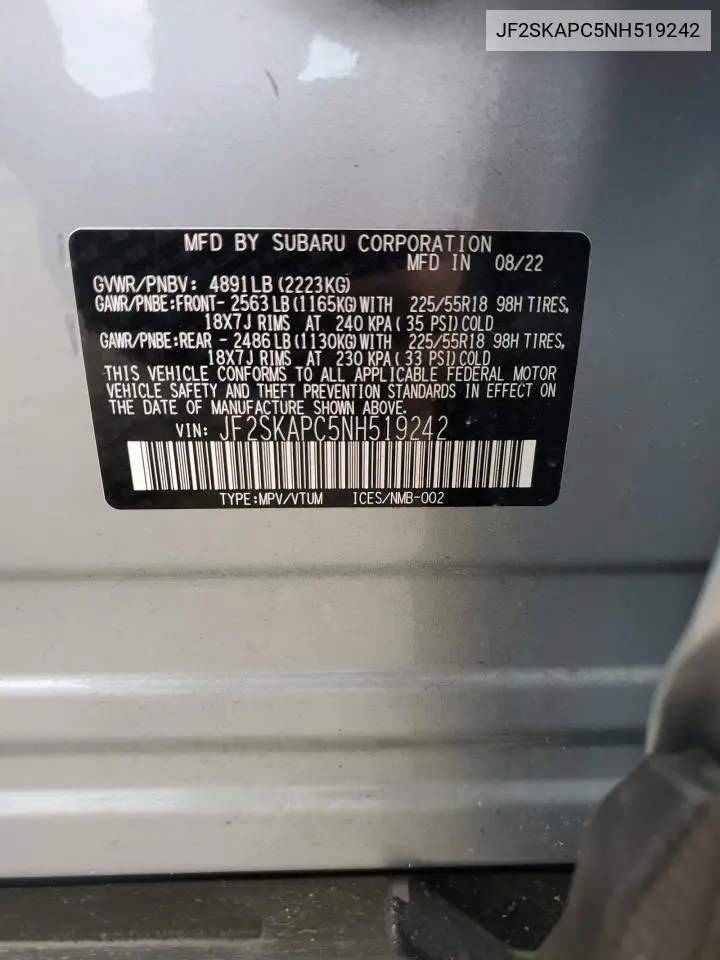 JF2SKAPC5NH519242
MFD BY SUBARU CORPORATION
MFD IN 08/22
GVWR/PNBV: 4891LB (2223KG)
GAWR/PNBE:FRONT- 2563LB (1165KG) WITH 225/55R18 98H TIRES,
18X7J RIMS AT 240 KPA ( 35 PSI) COLD
GAWR/PNBE:REAR - 2486LB (1130KG) WITH 225/55R18 98H TIRES,
18X7J RIMS AT 230 KPA ( 33 PSI) COLD
THIS VEHICLE CONFORMS TO ALL APPLICABLE FEDERAL MOTOR
VEHICLE SAFETY AND THEFT PREVENTION STANDARDS IN EFFECT ON
THE DATE OF MANUFACTURE SHOWN ABOVE.
VIN: JF2SKAPC5NH519242
TYPE:MPV/VTUM ICES/NMB-002